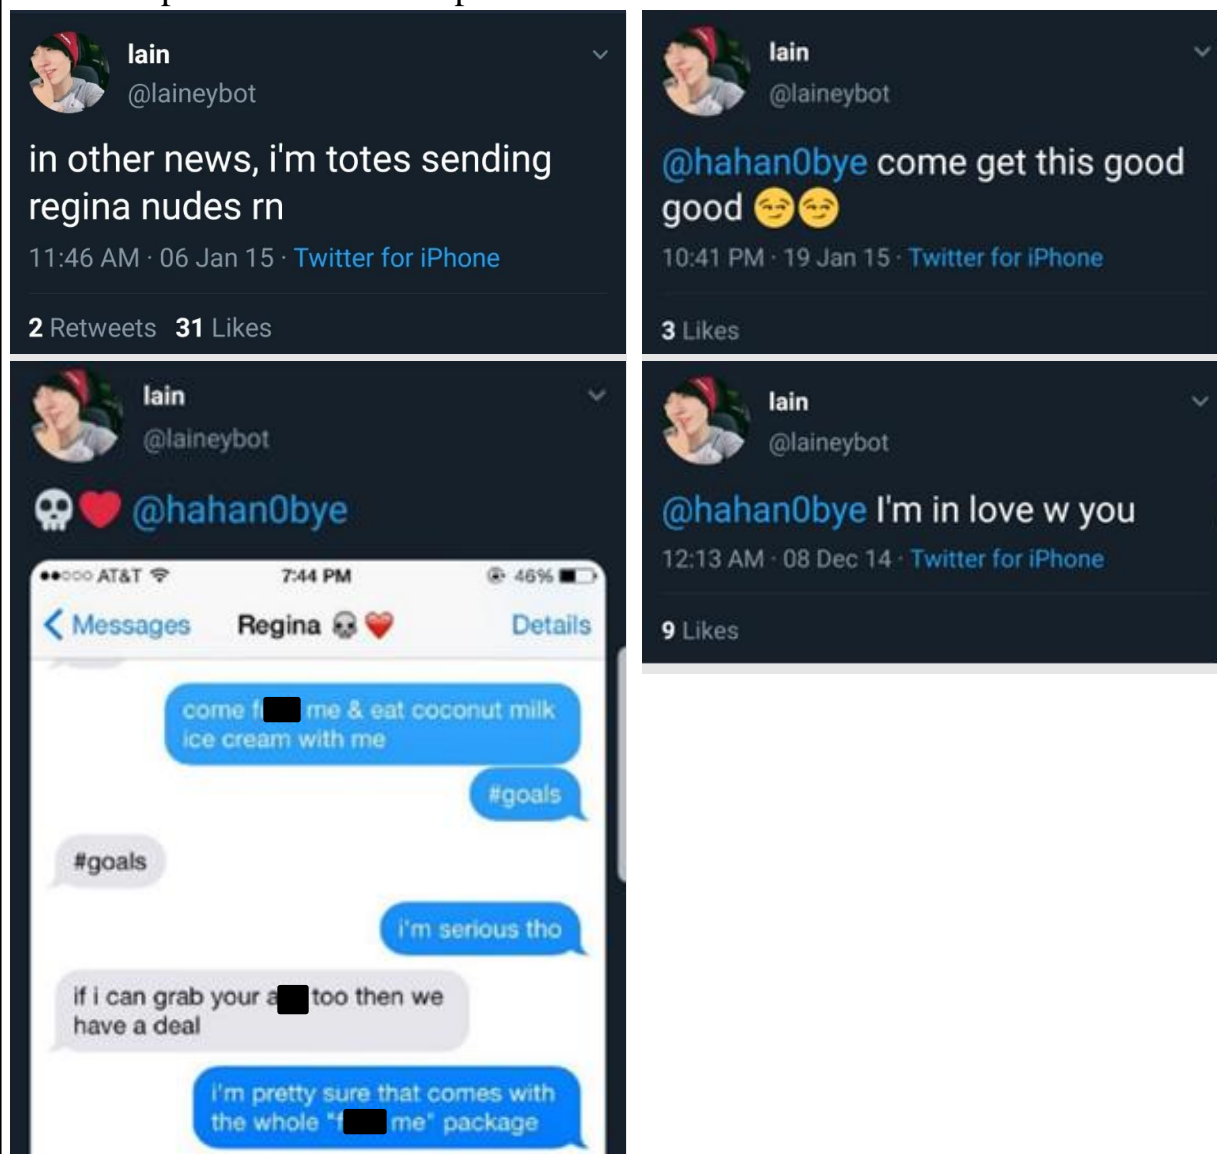 lain
@laineybot
in other news, i'm totes sending
regina nudes rn
11:46 AM · 06 Jan 15 · Twitter for iPhone
2 Retweets 31 Likes
lain
@laineybot
@hahan0bye come get this good
good 😏😏
10:41 PM · 19 Jan 15 · Twitter for iPhone
3 Likes
lain
@laineybot
💀❤️ @hahan0bye
AT&T 7:44 PM 46%
Messages Regina 💀❤️ Details
come f me & eat coconut milk
ice cream with me
#goals
#goals
i'm serious tho
if i can grab your a too then we
have a deal
i'm pretty sure that comes with
the whole "f me" package
lain
@laineybot
@hahan0bye I'm in love w you
12:13 AM · 08 Dec 14 · Twitter for iPhone
9 Likes